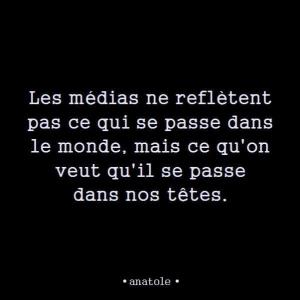 Les médias ne reflètent
pas ce qui se passe dans
le monde, mais ce qu'on
veut qu'il se passe
dans nos têtes.
•anatole •